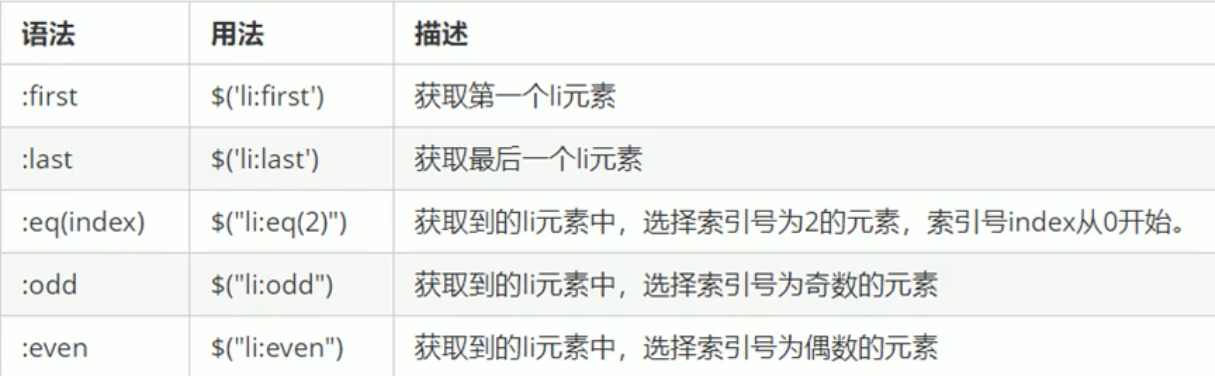 语法 用法 描述
:first $('li:first') 获取第一个li元素
:last $('li:last') 获取最后一个li元素
:eq(index) $("li:eq(2)") 获取到的li元素中，选择索引号为2的元素，索引号index从0开始。
:odd $("li:odd") 获取到的li元素中，选择索引号为奇数的元素
:even $("li:even") 获取到的li元素中，选择索引号为偶数的元素